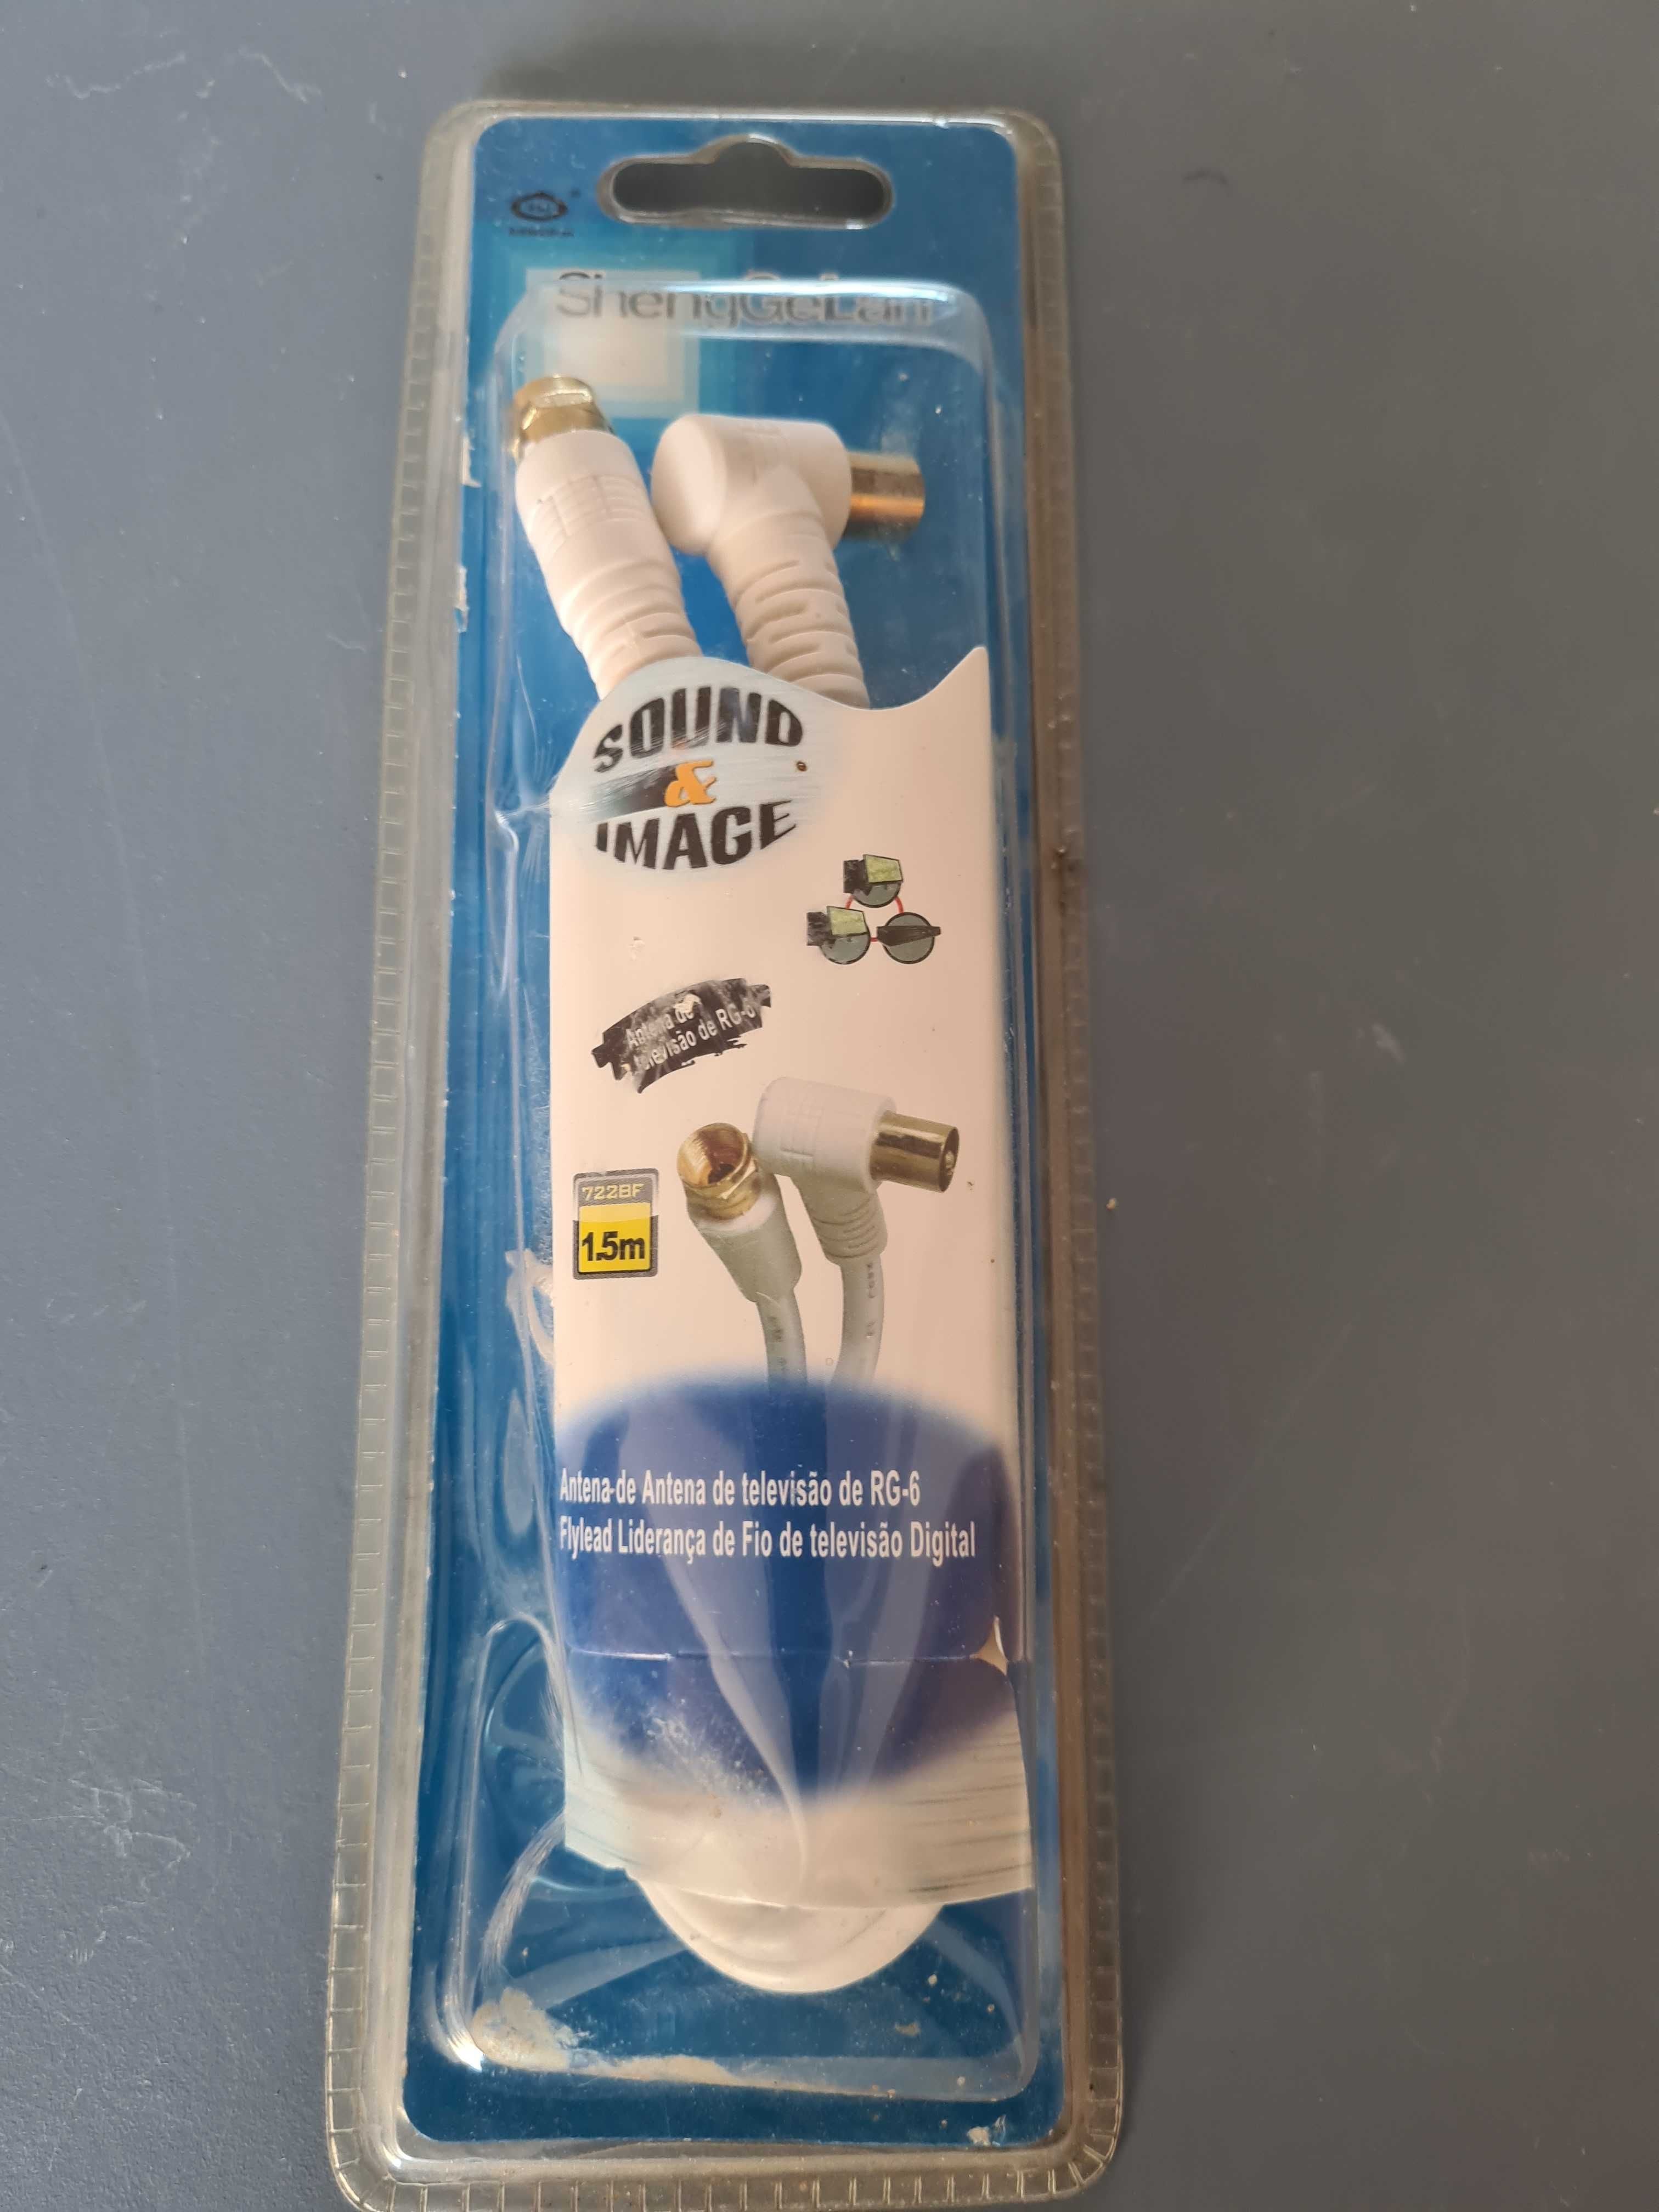 ShengGeLan
SOUND
&
IMAGE
Antena de
televisão de RG-6
722BF
1.5m
Antena-de Antena de televisão de RG-6
Flylead Liderança de Fio de televisão Digital